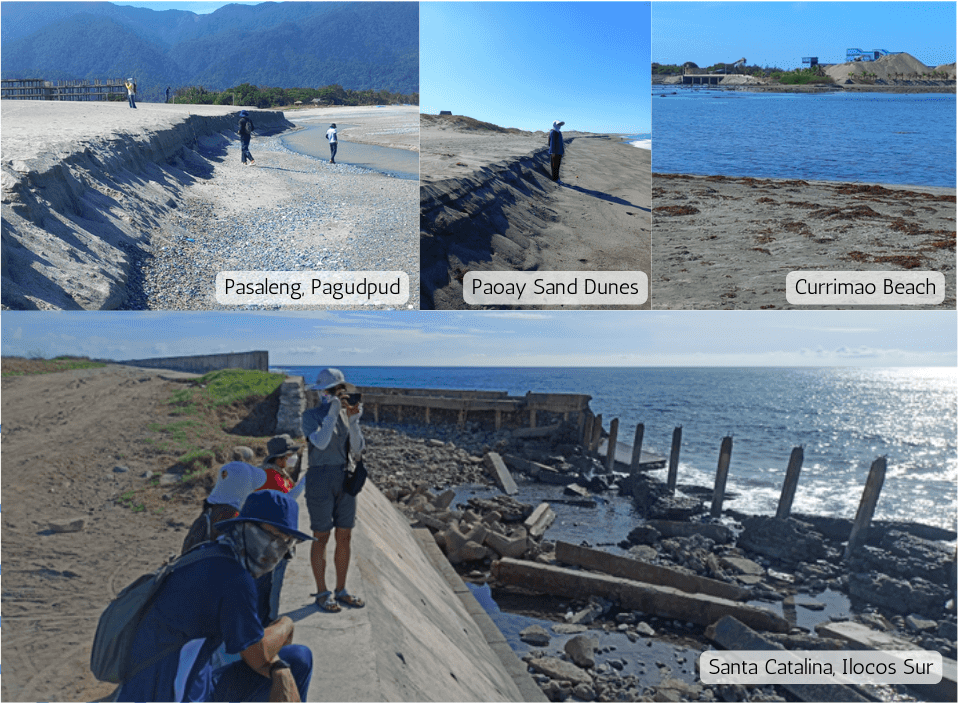 Pasaleng, Pagudpud
Paoay Sand Dunes
Currimao Beach
Santa Catalina, Ilocos Sur